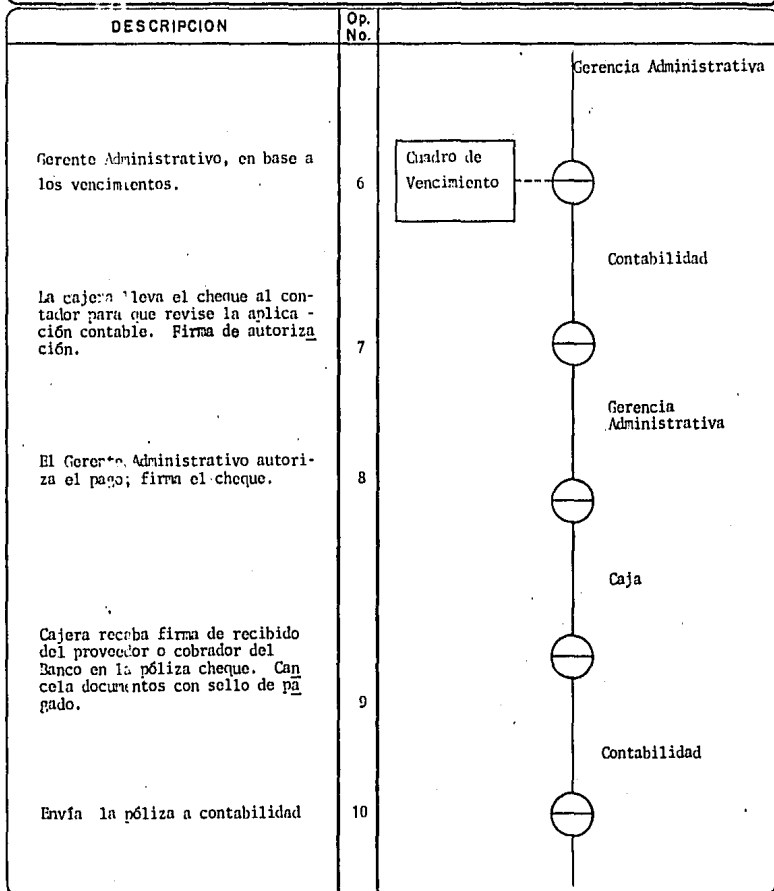 DESCRIPCION
Op.
No.
Gerencia Administrativa
Gerente Administrativo, en base a
los vencimientos.
6
Cuadro de
Vencimiento
Contabilidad
La cajera lleva el cheque al con-
tador para que revise la aplica -
ción contable. Firma de autoriza
ción.
7
Gerencia
Administrativa
El Gerente Administrativo autori-
za el pago; firma el cheque.
8
Caja
Cajera recaba firma de recibido
del proveedor o cobrador del
Banco en la póliza cheque. Can
cela documentos con sello de pa
gado.
9
Contabilidad
Envía la póliza a contabilidad
10